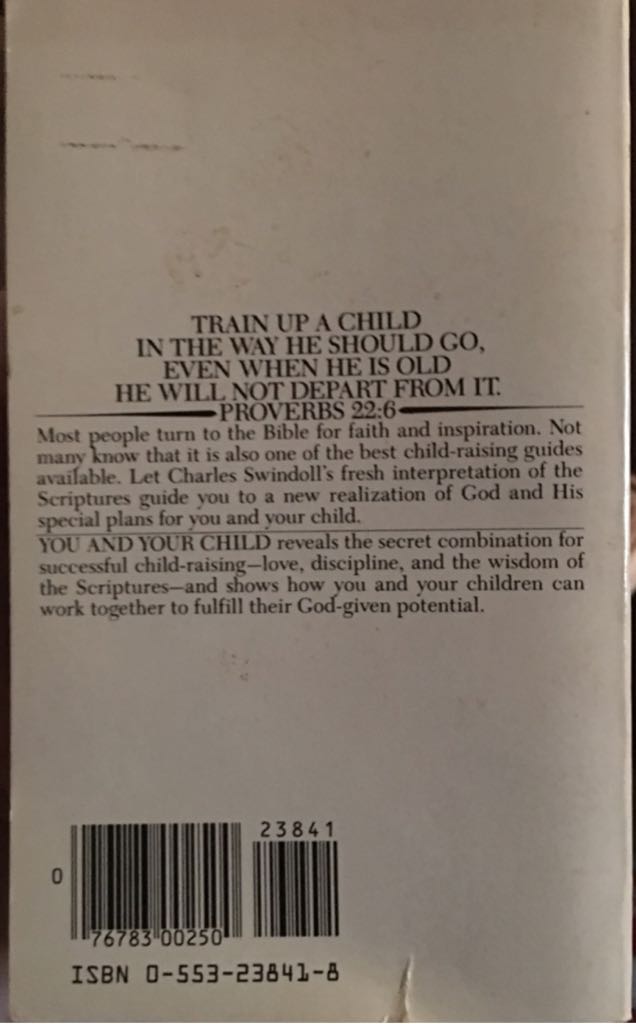 TRAIN UP A CHILD
IN THE WAY HE SHOULD GO,
EVEN WHEN HE IS OLD
HE WILL NOT DEPART FROM IT.
PROVERBS 22:6
Most people turn to the Bible for faith and inspiration. Not
many know that it is also one of the best child-raising guides
available. Let Charles Swindoll's fresh interpretation of the
Scriptures guide you to a new realization of God and His
special plans for you and your child.
YOU AND YOUR CHILD reveals the secret combination for
successful child-raising—love, discipline, and the wisdom of
the Scriptures—and shows how you and your children can
work together to fulfill their God-given potential.
23841
0
76783 00250
ISBN 0-553-23841-8